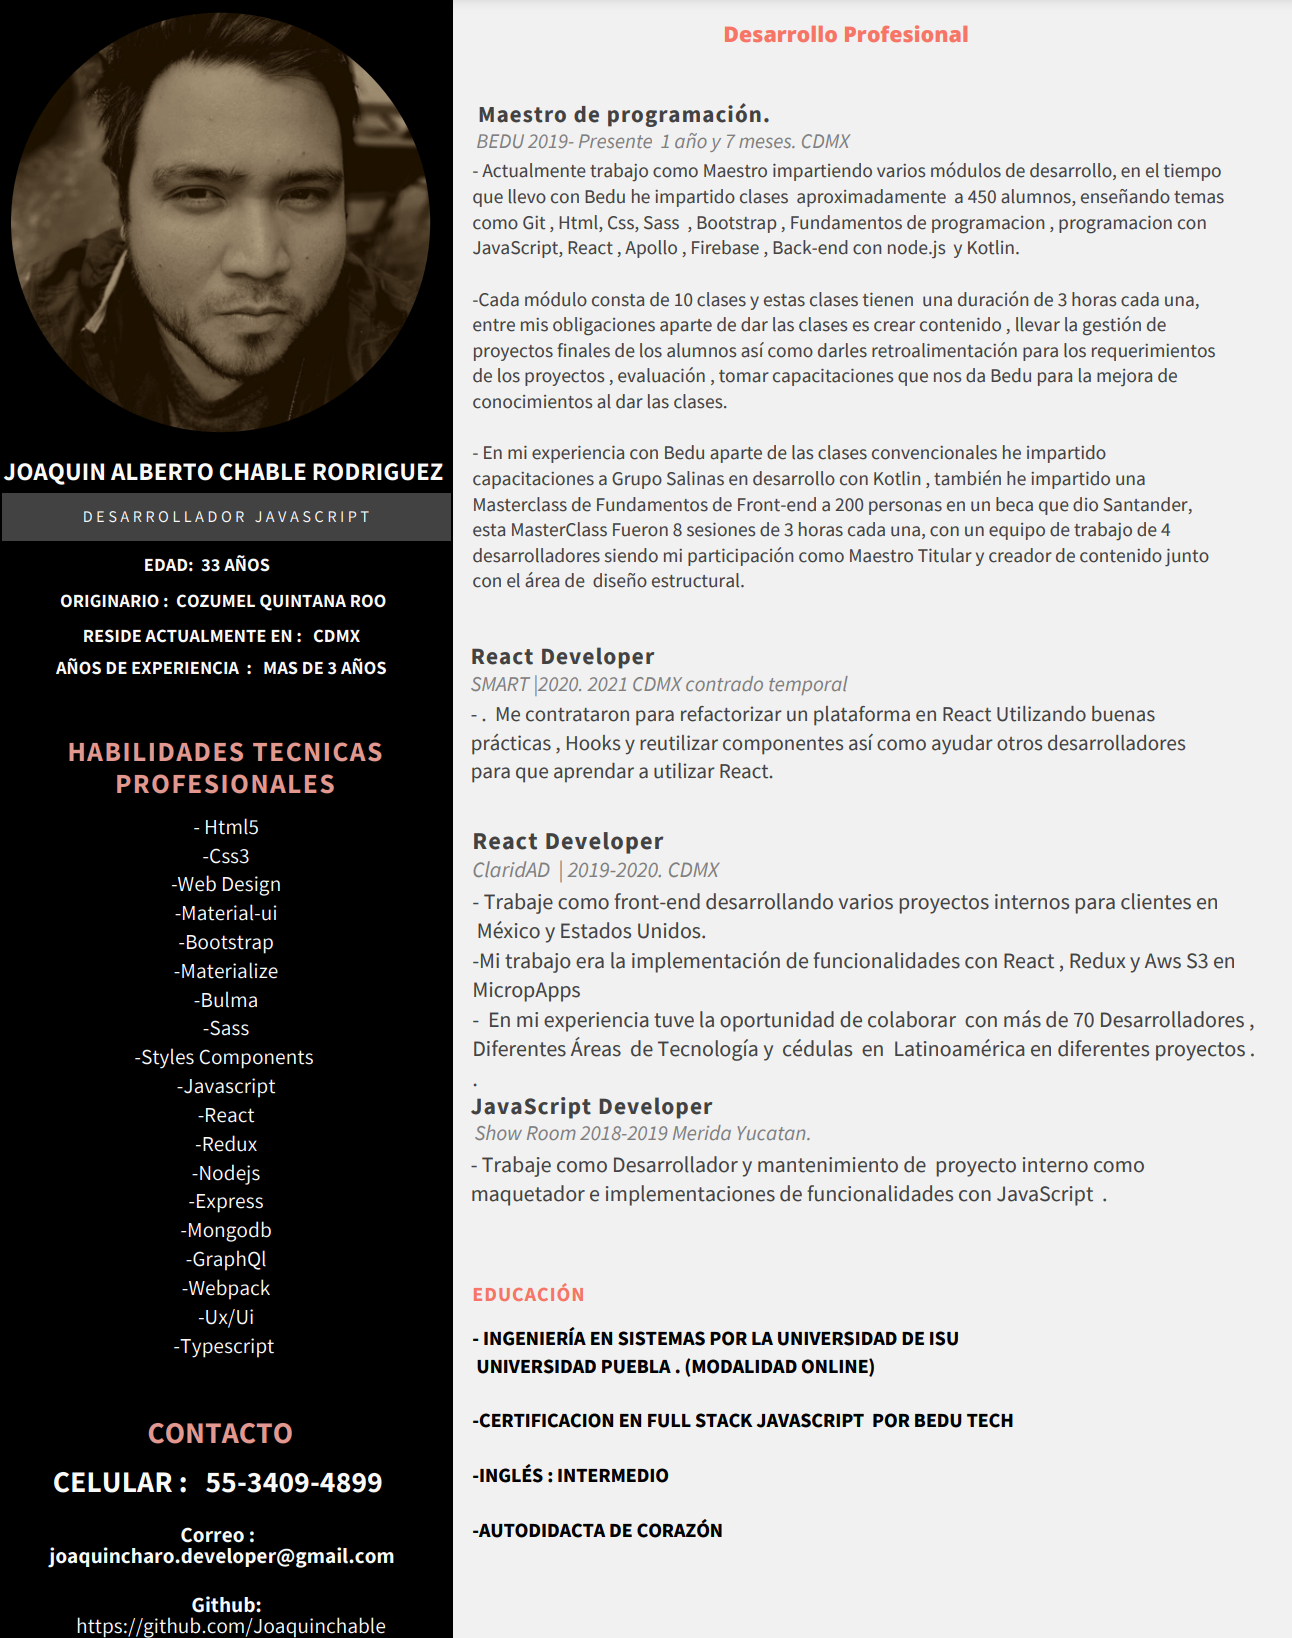 JOAQUIN ALBERTO CHABLE RODRIGUEZ
DESARROLLADOR JAVASCRIPT
EDAD: 33 AÑOS
ORIGINARIO : COZUMEL QUINTANA ROO
RESIDE ACTUALMENTE EN : CDMX
AÑOS DE EXPERIENCIA : MAS DE 3 AÑOS
HABILIDADES TECNICAS
PROFESIONALES
- Html5
-Css3
-Web Design
-Material-ui
-Bootstrap
-Materialize
-Bulma
-Sass
-Styles Components
-Javascript
-React
-Redux
-Nodejs
-Express
-Mongodb
-GraphQl
-Webpack
-Ux/Ui
-Typescript
CONTACTO
CELULAR : 55-3409-4899
Correo :
joaquincharo.developer@gmail.com
Github:
https://github.com/Joaquinchable
Desarrollo Profesional
Maestro de programación.
BEDU 2019- Presente 1 año y 7 meses. CDMX
- Actualmente trabajo como Maestro impartiendo varios módulos de desarrollo, en el tiempo
que llevo con Bedu he impartido clases aproximadamente a 450 alumnos, enseñando temas
como Git , Html, Css, Sass , Bootstrap , Fundamentos de programacion , programacion con
JavaScript, React , Apollo , Firebase , Back-end con node.js y Kotlin.
-Cada módulo consta de 10 clases y estas clases tienen una duración de 3 horas cada una,
entre mis obligaciones aparte de dar las clases es crear contenido , llevar la gestión de
proyectos finales de los alumnos así como darles retroalimentación para los requerimientos
de los proyectos , evaluación , tomar capacitaciones que nos da Bedu para la mejora de
conocimientos al dar las clases.
- En mi experiencia con Bedu aparte de las clases convencionales he impartido
capacitaciones a Grupo Salinas en desarrollo con Kotlin , también he impartido una
Masterclass de Fundamentos de Front-end a 200 personas en un beca que dio Santander,
esta MasterClass Fueron 8 sesiones de 3 horas cada una, con un equipo de trabajo de 4
desarrolladores siendo mi participación como Maestro Titular y creador de contenido junto
con el área de diseño estructural.
React Developer
SMART |2020. 2021 CDMX contrado temporal
- . Me contrataron para refactorizar un plataforma en React Utilizando buenas
prácticas , Hooks y reutilizar componentes así como ayudar otros desarrolladores
para que aprendar a utilizar React.
React Developer
ClaridAD | 2019-2020. CDMX
- Trabaje como front-end desarrollando varios proyectos internos para clientes en
México y Estados Unidos.
-Mi trabajo era la implementación de funcionalidades con React , Redux y Aws S3 en
MicropApps
- En mi experiencia tuve la oportunidad de colaborar con más de 70 Desarrolladores ,
Diferentes Áreas de Tecnología y cédulas en Latinoamérica en diferentes proyectos .
.
JavaScript Developer
Show Room 2018-2019 Merida Yucatan.
- Trabaje como Desarrollador y mantenimiento de proyecto interno como
maquetador e implementaciones de funcionalidades con JavaScript .
EDUCACIÓN
- INGENIERÍA EN SISTEMAS POR LA UNIVERSIDAD DE ISU
UNIVERSIDAD PUEBLA . (MODALIDAD ONLINE)
-CERTIFICACION EN FULL STACK JAVASCRIPT POR BEDU TECH
-INGLÉS : INTERMEDIO
-AUTODIDACTA DE CORAZÓN